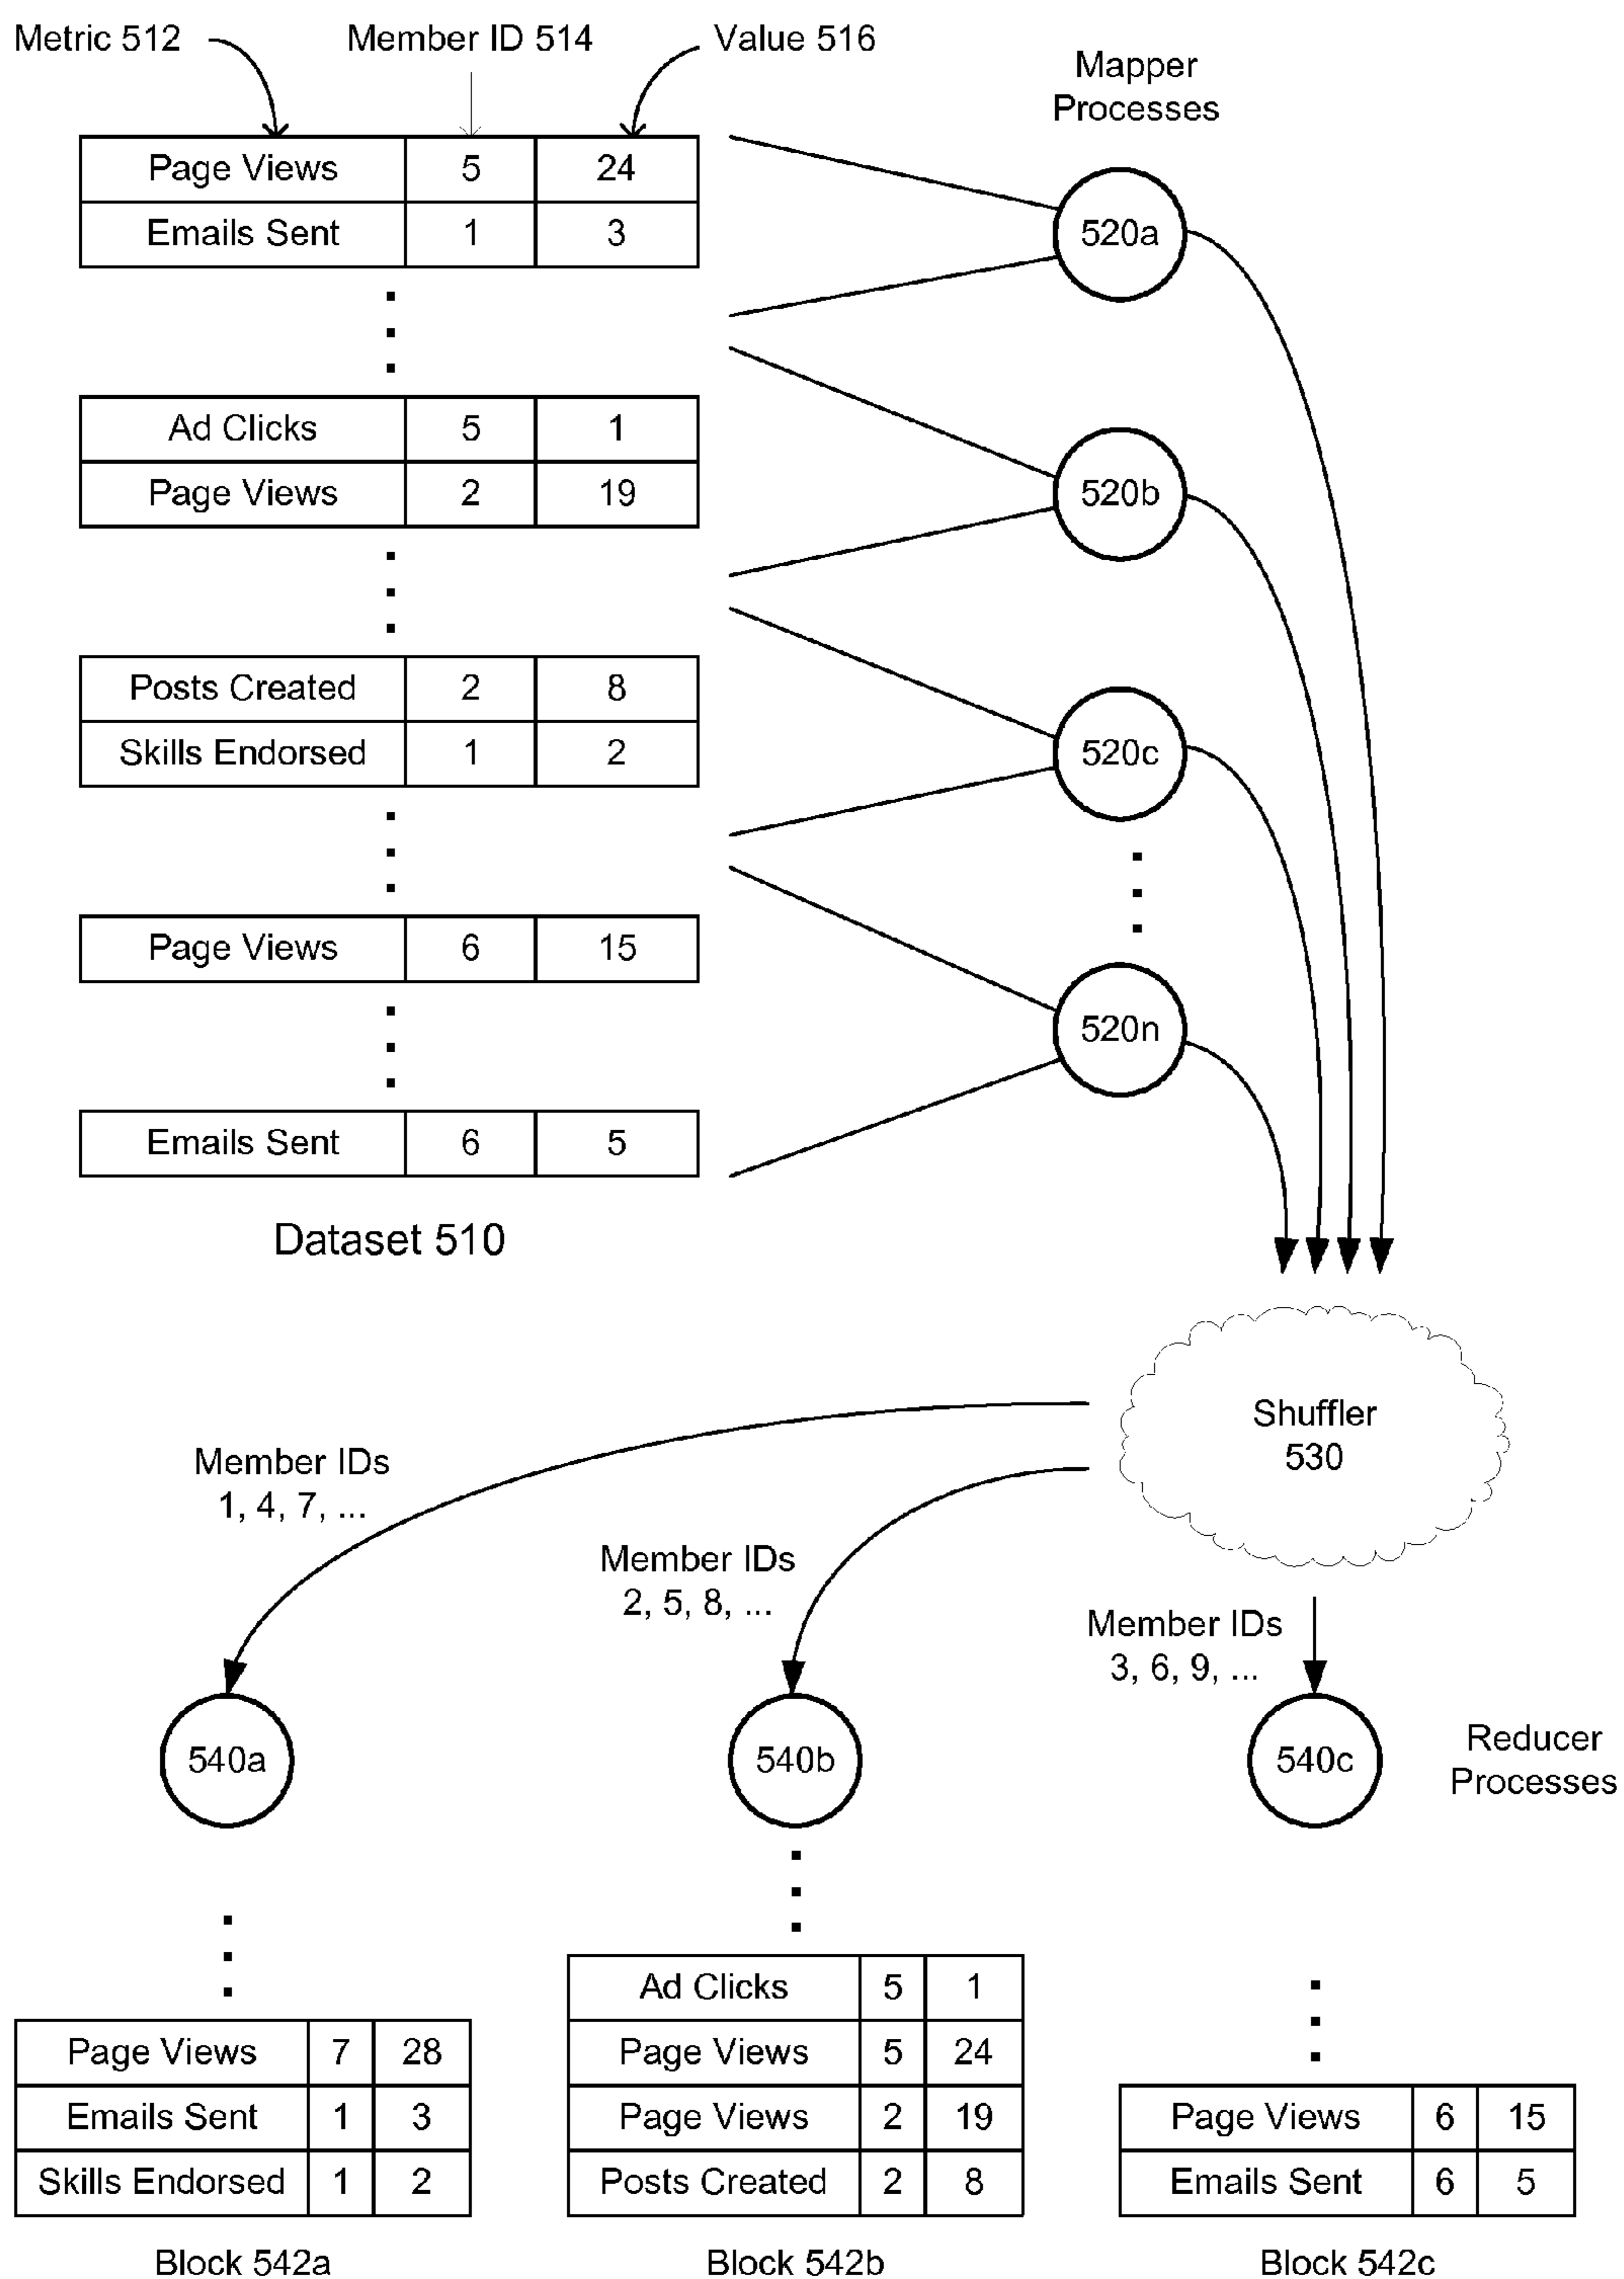 Metric 512
Member ID 514
Value 516
Mapper
Processes
Page Views 5 24
Emails Sent 1 3
520a
Ad Clicks 5 1
Page Views 2 19
520b
Posts Created 2 8
Skills Endorsed 1 2
520c
Page Views 6 15
520n
Emails Sent 6 5
Dataset 510
Shuffler
530
Member IDs
1, 4, 7, ...
Member IDs
2, 5, 8, ...
Member IDs
3, 6, 9, ...
540a
540b
540c
Reducer
Processes
Page Views 7 28
Emails Sent 1 3
Skills Endorsed 1 2
Block 542a
Ad Clicks 5 1
Page Views 5 24
Page Views 2 19
Posts Created 2 8
Block 542b
Page Views 6 15
Emails Sent 6 5
Block 542c